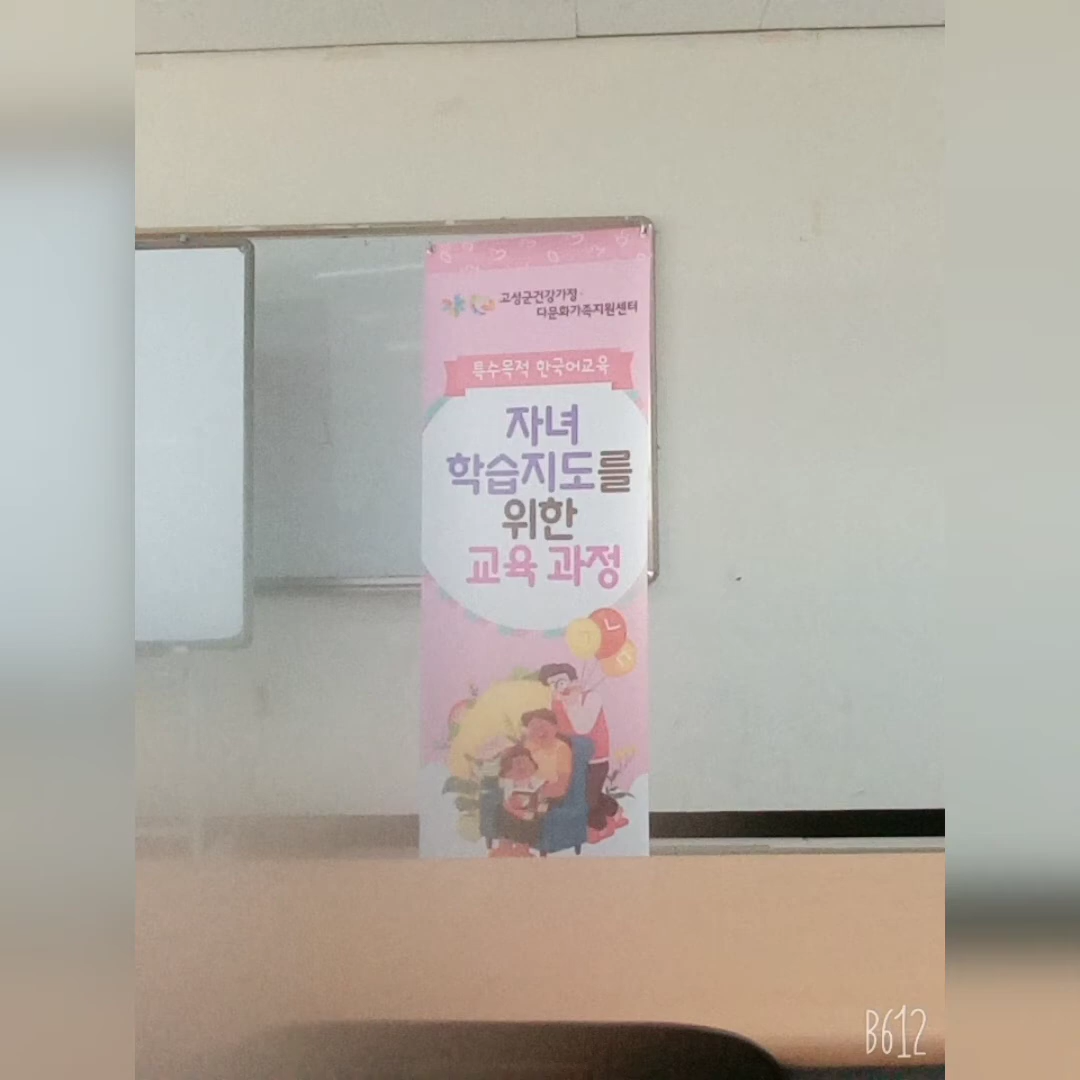 고성군건강가정·
다문화가족지원센터
특수목적 한국어교육
자녀
학습지도를
위한
교육 과정
ㄱ ㄴ ㄷ
B612